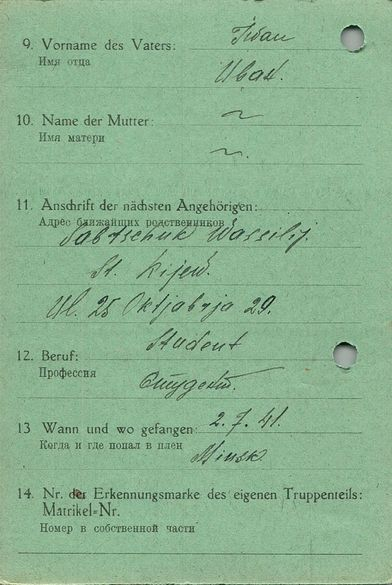 9. Vorname des Vaters: Iwan
Имя отца
Иван.
10. Name der Mutter: ~
Имя матери
~.
11. Anschrift der nächsten Angehörigen:
Адрес ближайших родственников
Wassilij.
St. Kijew.
Ul. 25 Oktjabrja 29.
Student
12. Beruf:
Профессия
Студент.
13 Wann und wo gefangen: 2.7.41.
Когда и где попал в плен
Minsk
14. Nr. der Erkennungsmarke des eigenen Truppenteils:
Matrikel=Nr.
Номер в собственной части